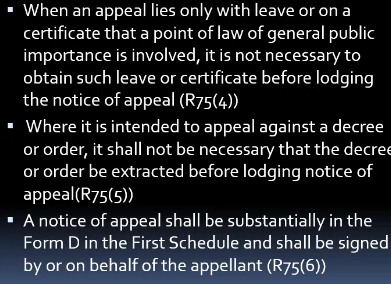 ▪ When an appeal lies only with leave or on a
certificate that a point of law of general public
importance is involved, it is not necessary to
obtain such leave or certificate before lodging
the notice of appeal (R75(4))
▪ Where it is intended to appeal against a decree
or order, it shall not be necessary that the decree
or order be extracted before lodging notice of
appeal(R75(5))
▪ A notice of appeal shall be substantially in the
Form D in the First Schedule and shall be signed
by or on behalf of the appellant (R75(6))